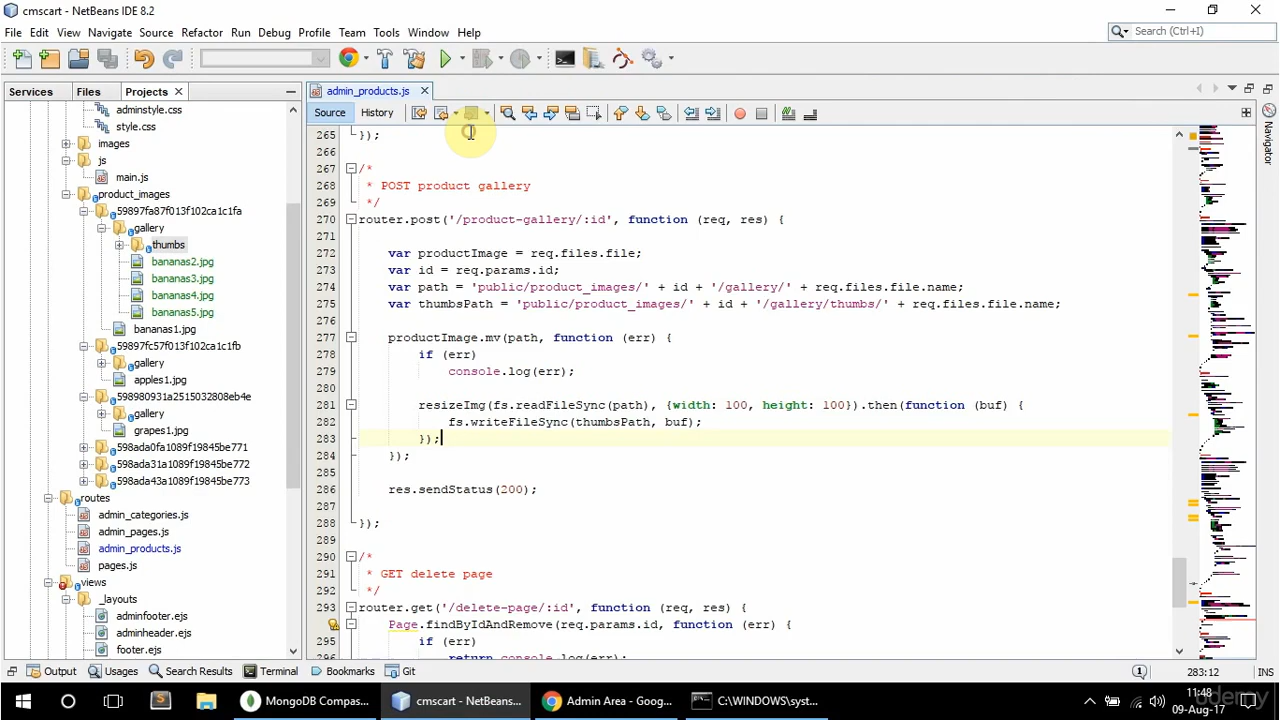 cmscart - NetBeans IDE 8.2
File Edit View Navigate Source Refactor Run Debug Profile Team Tools Window Help
Search (Ctrl+I)
Services Files Projects admin_products.js
Source History
adminstyle.css
style.css
images
js
main.js
product_images
59897fa87f013f102ca1c1fa
gallery
thumbs
bananas2.jpg
bananas3.jpg
bananas4.jpg
bananas5.jpg
bananas1.jpg
59897fc57f013f102ca1c1fb
gallery
apples1.jpg
598980931a2515032808eb4e
gallery
grapes1.jpg
598ada0fa1089f19845be771
598ada31a1089f19845be772
598ada43a1089f19845be773
routes
admin_categories.js
admin_pages.js
admin_products.js
pages.js
views
_layouts
adminfooter.ejs
adminheader.ejs
footer.ejs
265 });
266
267 /*
268 * POST product gallery
269 */
270 router.post('/product-gallery/:id', function (req, res) {
271
272 var productImage = req.files.file;
273 var id = req.params.id;
274 var path = 'public/product_images/' + id + '/gallery/' + req.files.file.name;
275 var thumbsPath = 'public/product_images/' + id + '/gallery/thumbs/' + req.files.file.name;
276
277 productImage.mv(path, function (err) {
278 if (err)
279 console.log(err);
280
281 resizeImg(fs.readFileSync(path), {width: 100, height: 100}).then(function (buf) {
282 fs.writeFileSync(thumbsPath, buf);
283 });
284 });
285
286 res.sendStatus(200);
287
288 });
289
290 /*
291 * GET delete page
292 */
293 router.get('/delete-page/:id', function (req, res) {
Page.findByIdAndRemove(req.params.id, function (err) {
295 if (err)
296 return console.log(err);
Navigator
Output Usages Search Results Terminal Bookmarks Git
1 283:12 INS
MongoDB Compas... cmscart - NetBeans... Admin Area - Goog... C:\WINDOWS\syst...
11:48
09-Aug-17
udemy